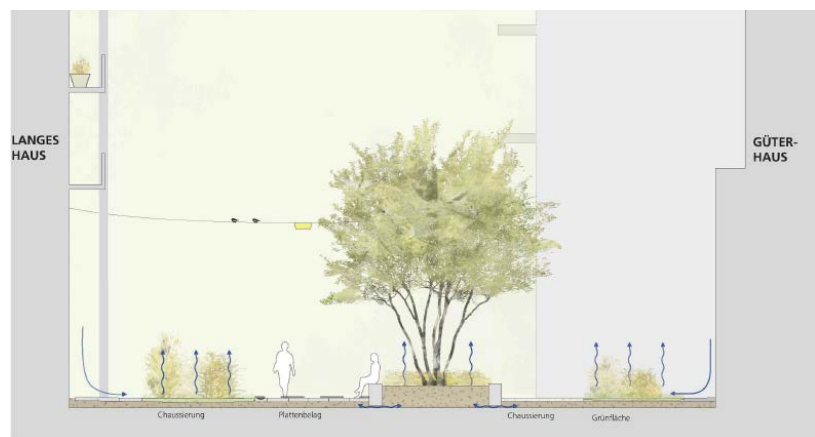 LANGES
HAUS
GÜTER-
HAUS
Chaussierung
Plattenbelag
Chaussierung
Grünfläche